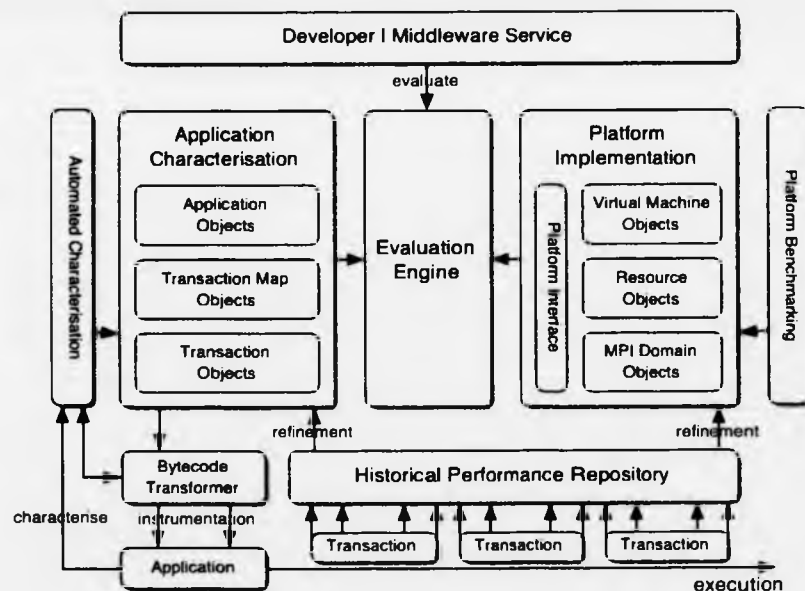 Developer | Middleware Service
evaluate
Automated Characterisation
Application
Characterisation
Application
Objects
Transaction Map
Objects
Transaction
Objects
Evaluation
Engine
Platform
Implementation
Platform Interface
Virtual Machine
Objects
Resource
Objects
MPI Domain
Objects
Platform Benchmarking
refinement
refinement
Bytecode
Transformer
Historical Performance Repository
characterise
instrumentation
Transaction
Transaction
Transaction
Application
execution